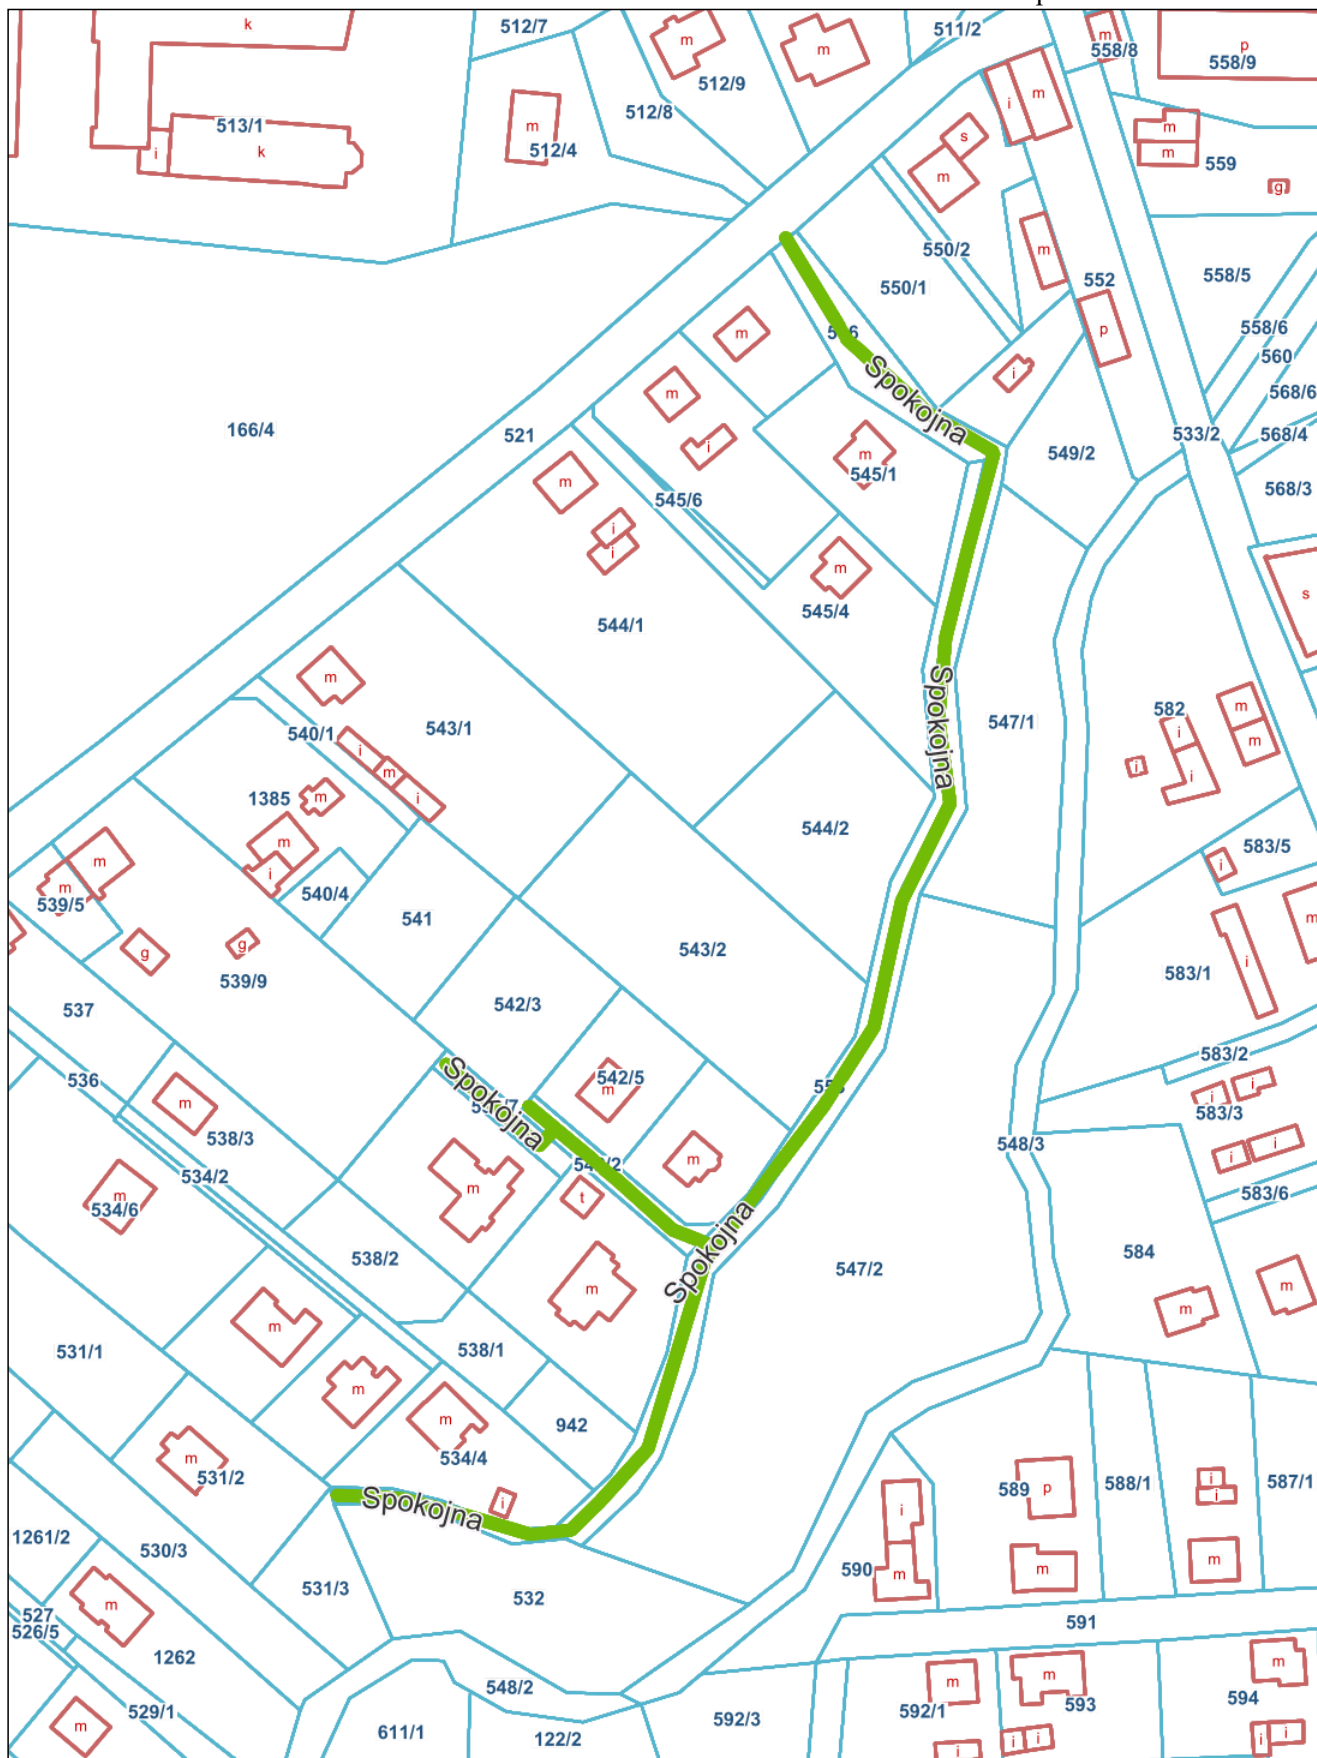 k
512/7
m
m
511/2
m
558/8
p
558/9
512/9
512/8
513/1
k
i
m
512/4
i
m
s
m
m
m
559
g
m
550/2
550/1
552
558/5
558/6
560
568/6
p
m
i
Spokojna
166/4
521
m
i
m
545/1
549/2
533/2
568/4
568/3
m
545/6
i
i
m
545/4
s
544/1
m
Spokojna
547/1
582
m
m
i
i
i
540/1
543/1
i
m
i
1385
m
m
i
544/2
583/5
i
m
m
539/5
540/4
541
g
g
539/9
543/2
583/1
i
m
537
542/3
583/2
536
Spokojna
542/5
m
i
i
583/3
m
538/3
548/3
i
i
534/2
m
m
t
583/6
m
534/6
Spokojna
584
538/2
547/2
m
m
m
m
531/1
538/1
m
m
942
534/4
m
531/2
Spokojna
i
589
p
588/1
i
i
587/1
i
1261/2
530/3
590
m
m
m
531/3
532
m
527
526/5
591
1262
548/2
m
m
m
529/1
m
611/1
122/2
592/3
592/1
593
594
i
i
i
i
i